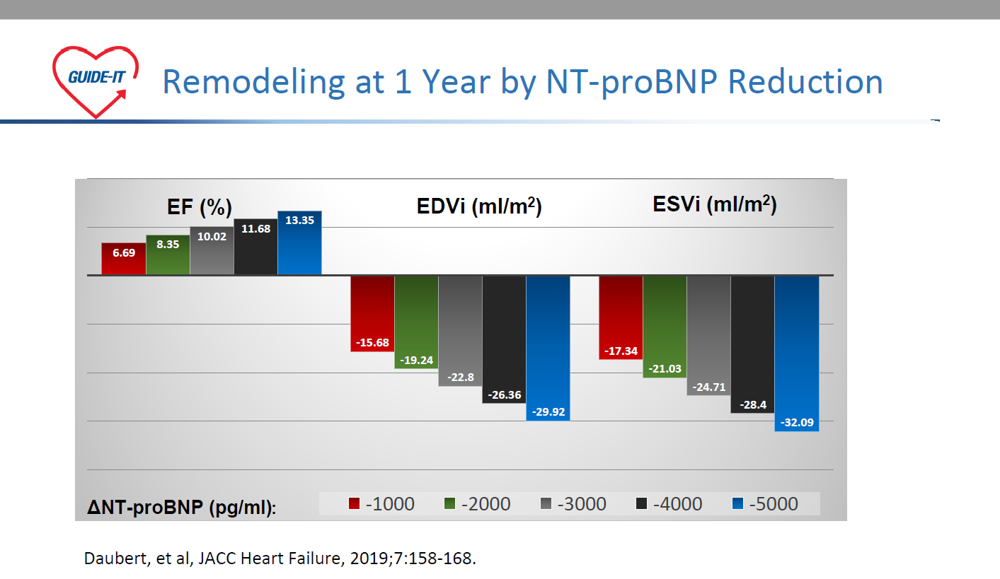 GUIDE-IT
Remodeling at 1 Year by NT-proBNP Reduction
EF (%)
EDVi (ml/m²)
ESVi (ml/m²)
6.69
8.35
10.02
11.68
13.35
-15.68
-19.24
-22.8
-26.36
-29.92
-17.34
-21.03
-24.71
-28.4
-32.09
ΔNT-proBNP (pg/ml): -1000 -2000 -3000 -4000 -5000
Daubert, et al, JACC Heart Failure, 2019;7:158-168.